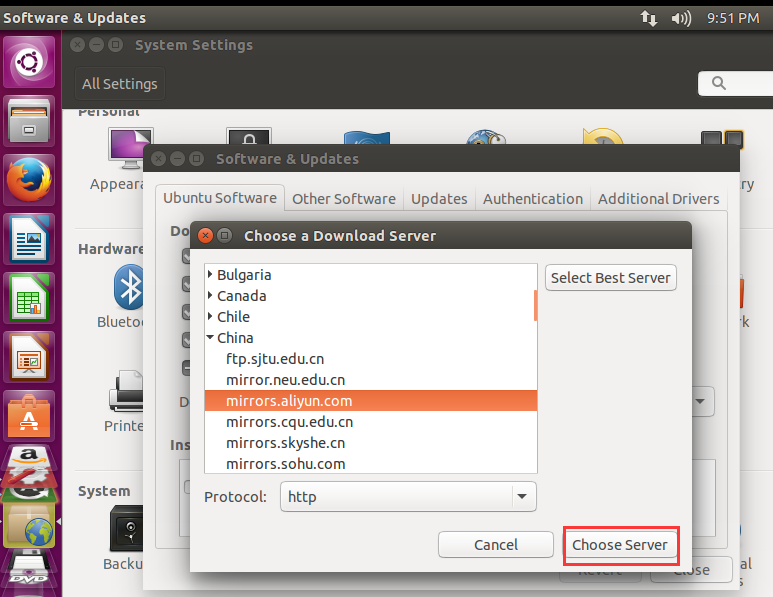 Software & Updates
9:51 PM
System Settings
All Settings
Personal
Appeara
Software & Updates
Ubuntu Software
Other Software
Updates
Authentication
Additional Drivers
ry
Do
Choose a Download Server
Hardware
Bluetoo
rk
Bulgaria
Canada
Chile
China
ftp.sjtu.edu.cn
mirror.neu.edu.cn
mirrors.aliyun.com
mirrors.cqu.edu.cn
mirrors.skyshe.cn
mirrors.sohu.com
Select Best Server
D
Printe
Ins
Protocol:
http
System
Cancel
Choose Server
Backu
Revert
Close
al
s
a
A
DVD